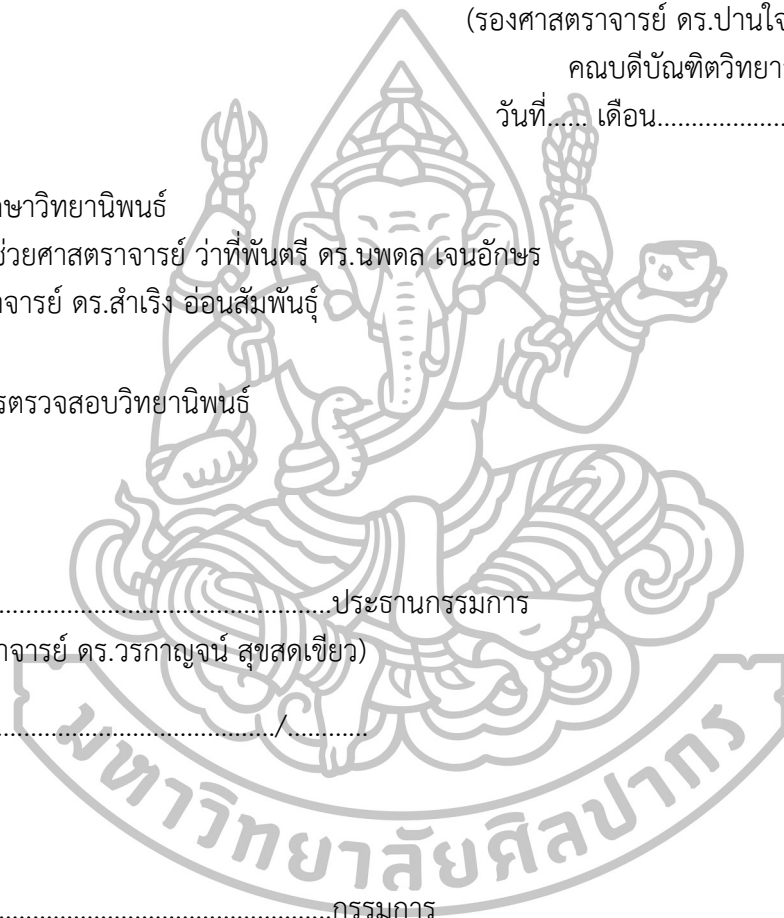 (รองศาสตราจารย์ ดร.ปานใจ
คณบดีบัณฑิตวิทยา
วันที่...... เดือน...................
ษาวิทยานิพนธ์
ช่วยศาสตราจารย์ ว่าที่พันตรี ดร.นพดล เจนอักษร
าจารย์ ดร.สำเริง อ่อนสัมพันธุ์
รตรวจสอบวิทยานิพนธ์
..........................................................ประธานกรรมการ
าจารย์ ดร.วรกาญจน์ สุขสดเขียว)
................................................/............
มหาวิทยาลัยศิลปากร
..........................................................กรรมการ